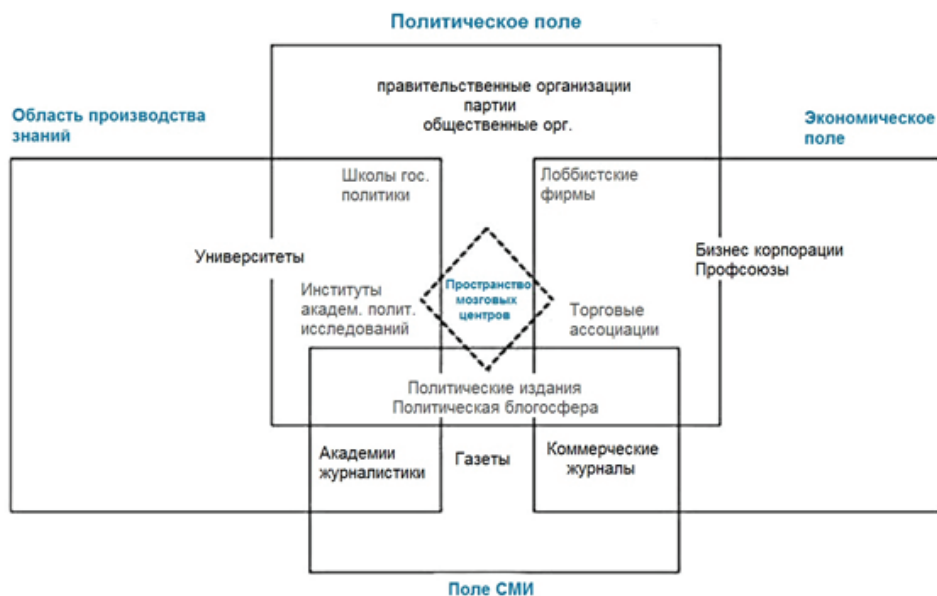 Политическое поле
правительственные организации
партии
общественные орг.
Область производства
знаний
Экономическое
поле
Школы гос.
политики
Лоббистские
фирмы
Университеты
Бизнес корпорации
Профсоюзы
Пространство
мозговых
центров
Институты
академ. полит.
исследований
Торговые
ассоциации
Политические издания
Политическая блогосфера
Академии
журналистики
Газеты
Коммерческие
журналы
Поле СМИ